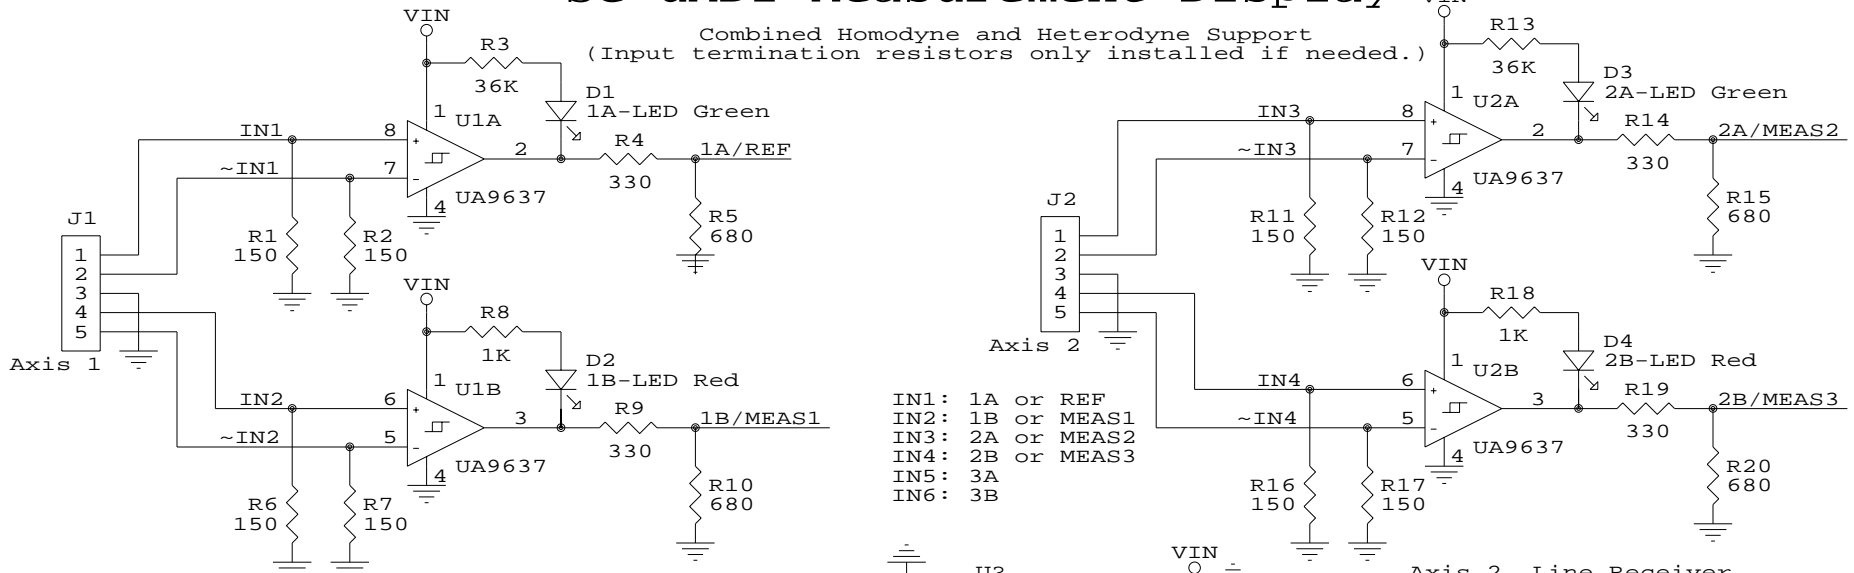 VIN
Combined Homodyne and Heterodyne Support
(Input termination resistors only installed if needed.)
R3
36K
D1
1A-LED Green
1
U1A
IN1
8
~IN1
7
2
R4
330
1A/REF
UA9637
4
R5
680
J1
1
2
3
4
5
Axis 1
R1
150
R2
150
VIN
R8
1K
D2
1B-LED Red
1
U1B
IN2
6
~IN2
5
3
R9
330
1B/MEAS1
UA9637
4
R10
680
R6
150
R7
150
VIN
R13
36K
D3
2A-LED Green
1
U2A
IN3
8
~IN3
7
2
R14
330
2A/MEAS2
UA9637
4
R15
680
J2
1
2
3
4
5
Axis 2
R11
150
R12
150
VIN
R18
1K
D4
2B-LED Red
1
U2B
IN4
6
~IN4
5
3
R19
330
2B/MEAS3
UA9637
4
R20
680
R16
150
R17
150
IN1: 1A or REF
IN2: 1B or MEAS1
IN3: 2A or MEAS2
IN4: 2B or MEAS3
IN5: 3A
IN6: 3B
VIN
Axis 2 Line Receiver